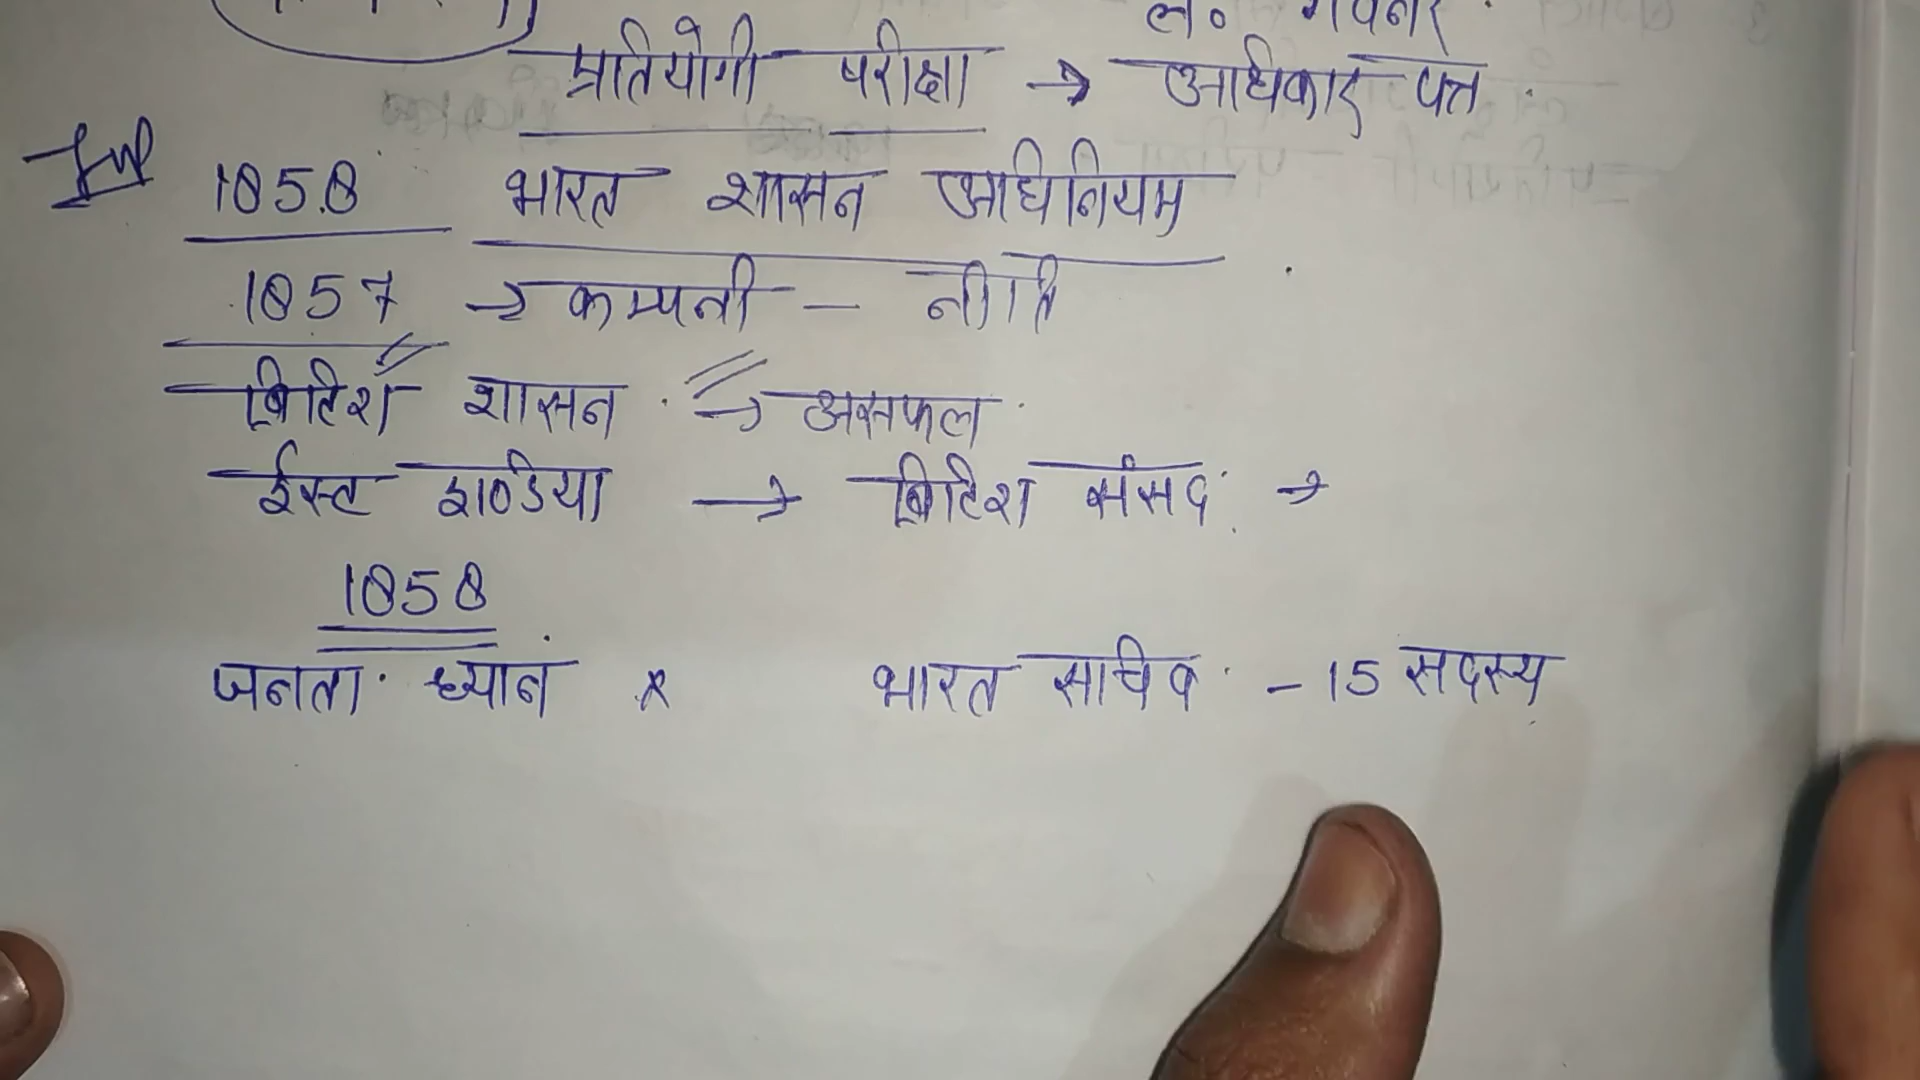 ल० गवर्नर
प्रतियोगी परीक्षा → अधिकार पत्र
Imp 1858 भारत शासन अधिनियम
1857 → कम्पनी - नीति
ब्रिटिश शासन → असफल
ईस्ट इण्डिया → ब्रिटिश संसद →
1858
जनता ध्यान x भारत सचिव - 15 सदस्य